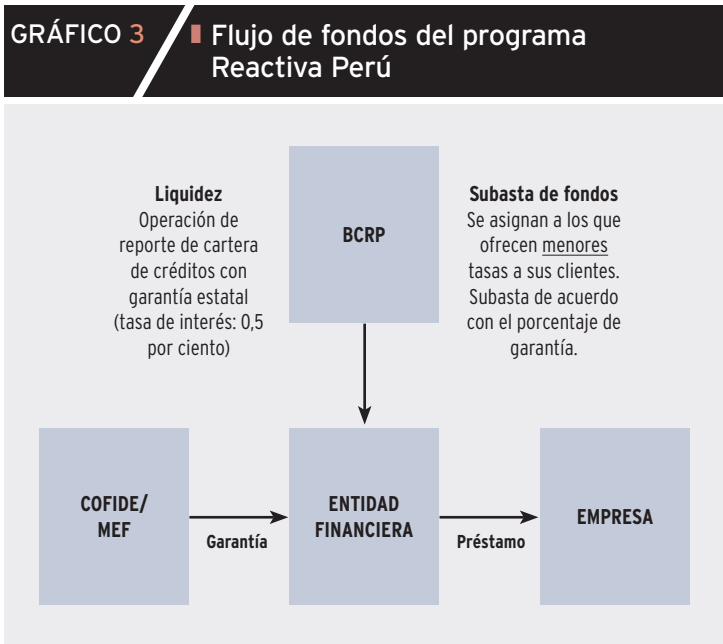 GRÁFICO 3
Flujo de fondos del programa
Reactiva Perú
Liquidez
Operación de
reporte de cartera
de créditos con
garantía estatal
(tasa de interés: 0,5
por ciento)
BCRP
Subasta de fondos
Se asignan a los que
ofrecen menores
tasas a sus clientes.
Subasta de acuerdo
con el porcentaje de
garantía.
COFIDE/
MEF
Garantía
ENTIDAD
FINANCIERA
Préstamo
EMPRESA